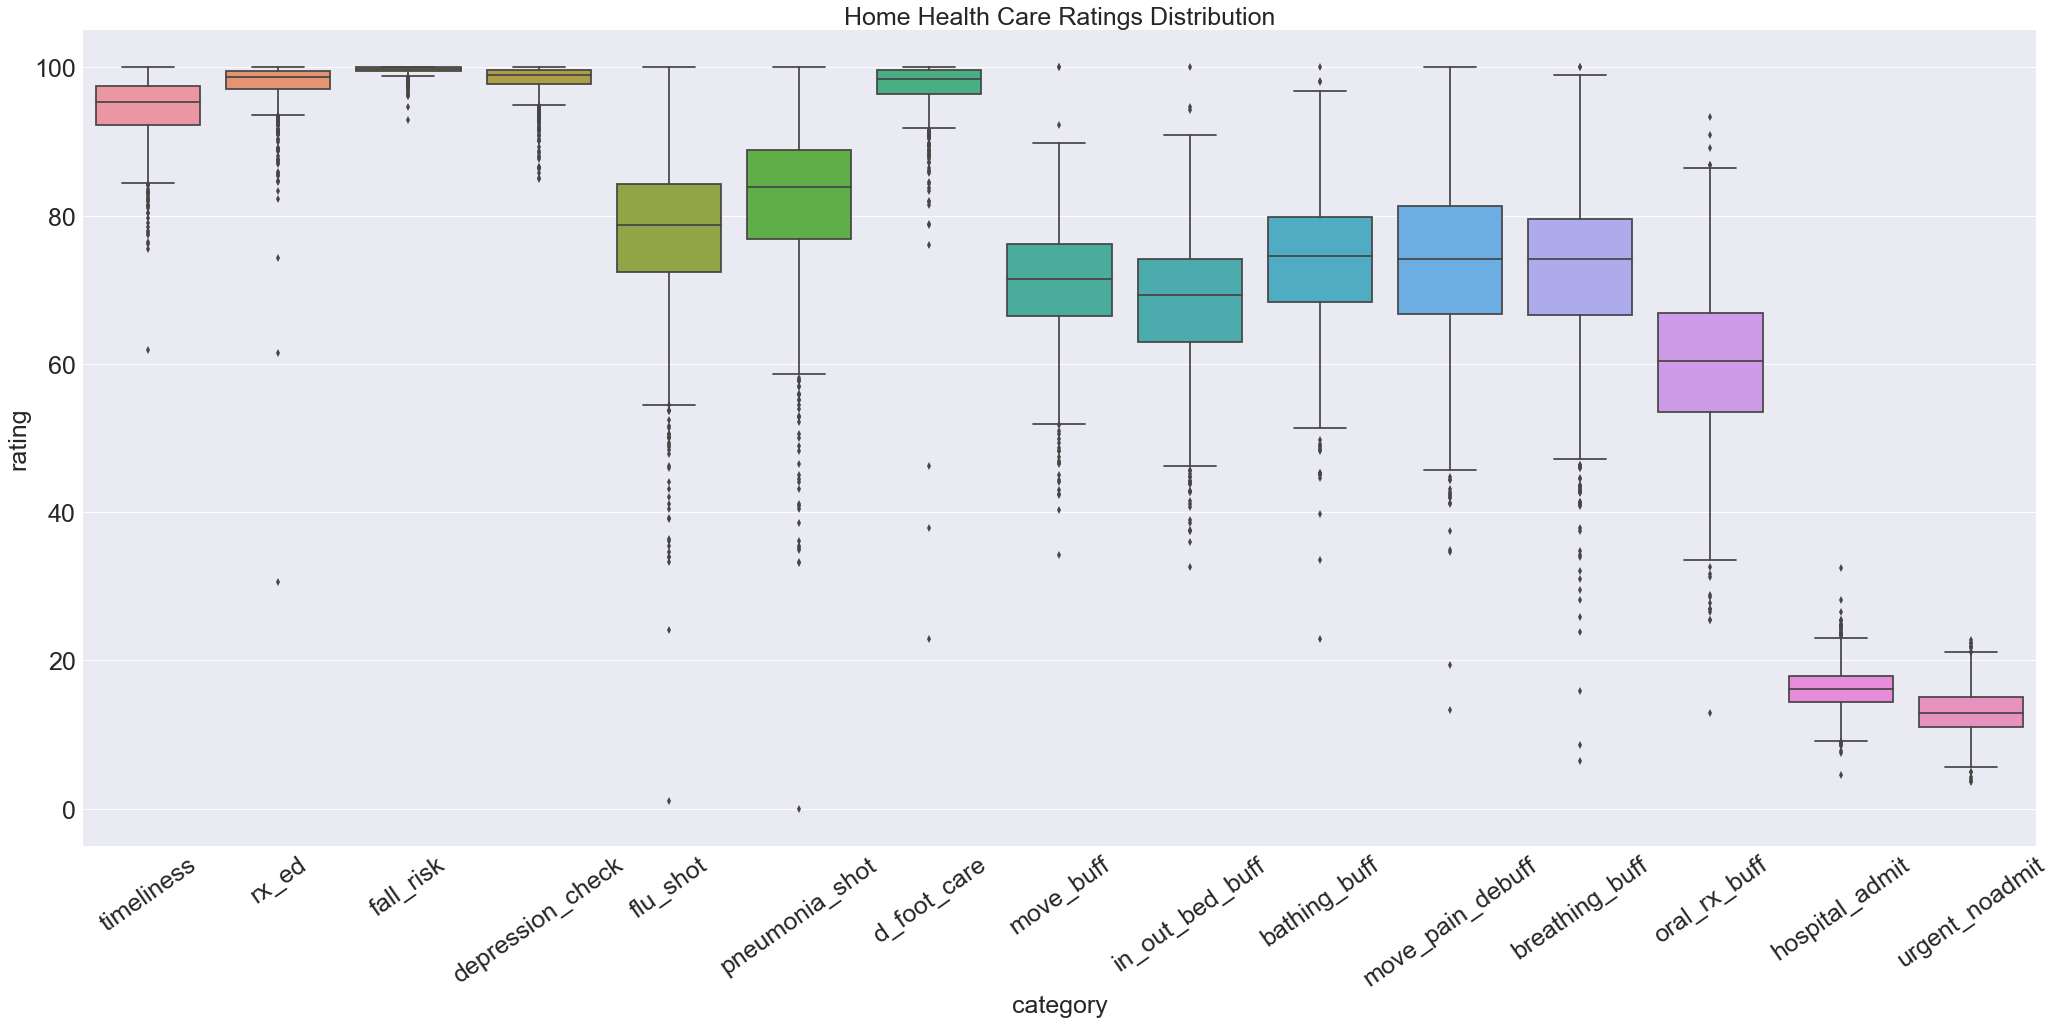 Home Health Care Ratings Distribution
100
80
60
40
20
0
rating
timeliness
rx_ed
fall_risk
depression_check
flu_shot
pneumonia_shot
d_foot_care
move_buff
in_out_bed_buff
bathing_buff
move_pain_debuff
breathing_buff
oral_rx_buff
hospital_admit
urgent_noadmit
category